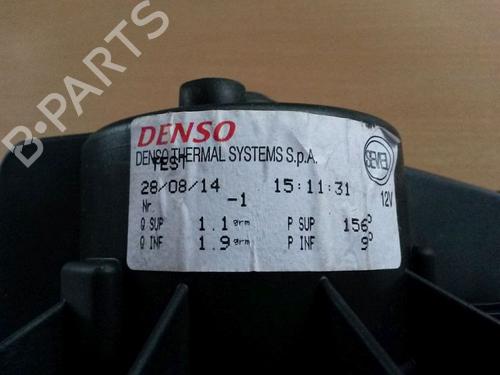 B-PARTS
DENSO
DENSO THERMAL SYSTEMS S.p.A.
TEST
SEVEL
28/08/14 15:11:31
12V
Nr -1
Q SUP 1.1 grm P SUP 156°
Q INF 1.9 grm P INF 9°